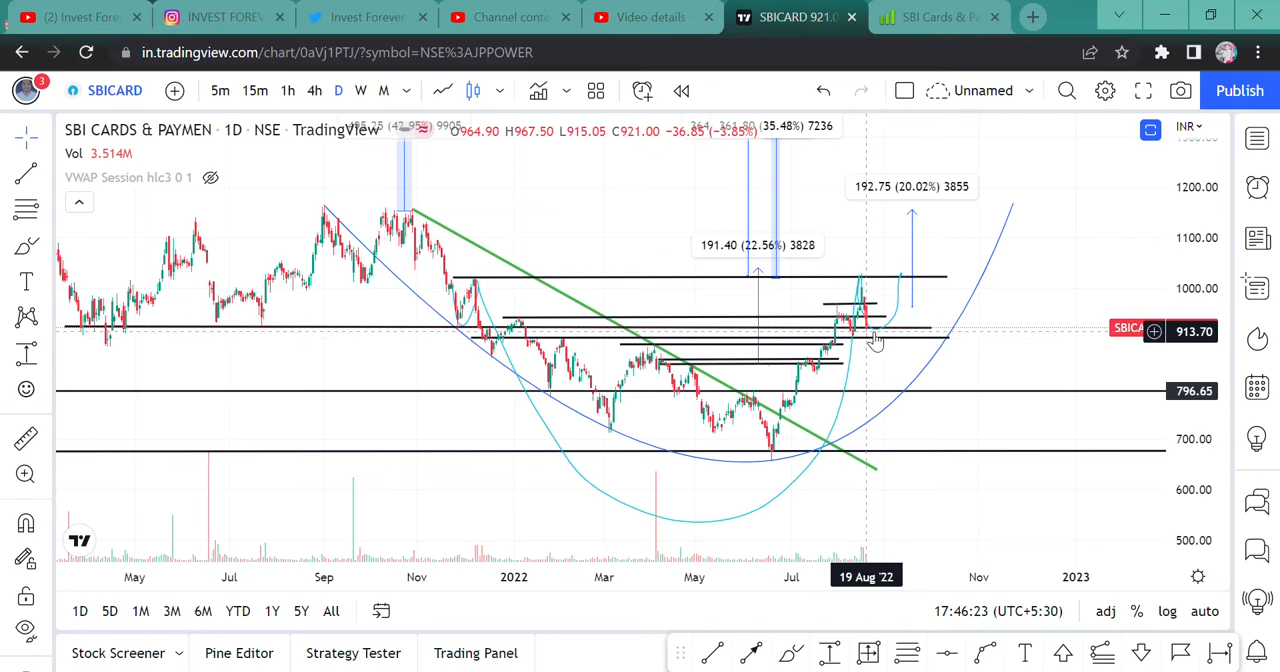 (2) Invest Fore
INVEST FOREV
Invest Forever
Channel conte
Video details -
SBICARD 921.0
SBI Cards & Pa
in.tradingview.com/chart/0aVj1PTJ/?symbol=NSE%3AJPPOWER
3
SBICARD
5m 15m 1h 4h D W M
Unnamed
Publish
SBI CARDS & PAYMEN · 1D · NSE · TradingView
O964.90 H967.50 L915.05 C921.00 −36.85 (−3.85%)
(42.95%) 9905
(35.48%) 7236
INR
Vol 3.514M
VWAP Session hlc3 0 1
192.75 (20.02%) 3855
191.40 (22.56%) 3828
1200.00
1100.00
1000.00
SBICA
913.70
796.65
700.00
600.00
500.00
May Jul Sep Nov 2022 Mar May Jul 19 Aug '22 Nov 2023
1D 5D 1M 3M 6M YTD 1Y 5Y All
17:46:23 (UTC+5:30)
adj % log auto
Stock Screener
Pine Editor
Strategy Tester
Trading Panel